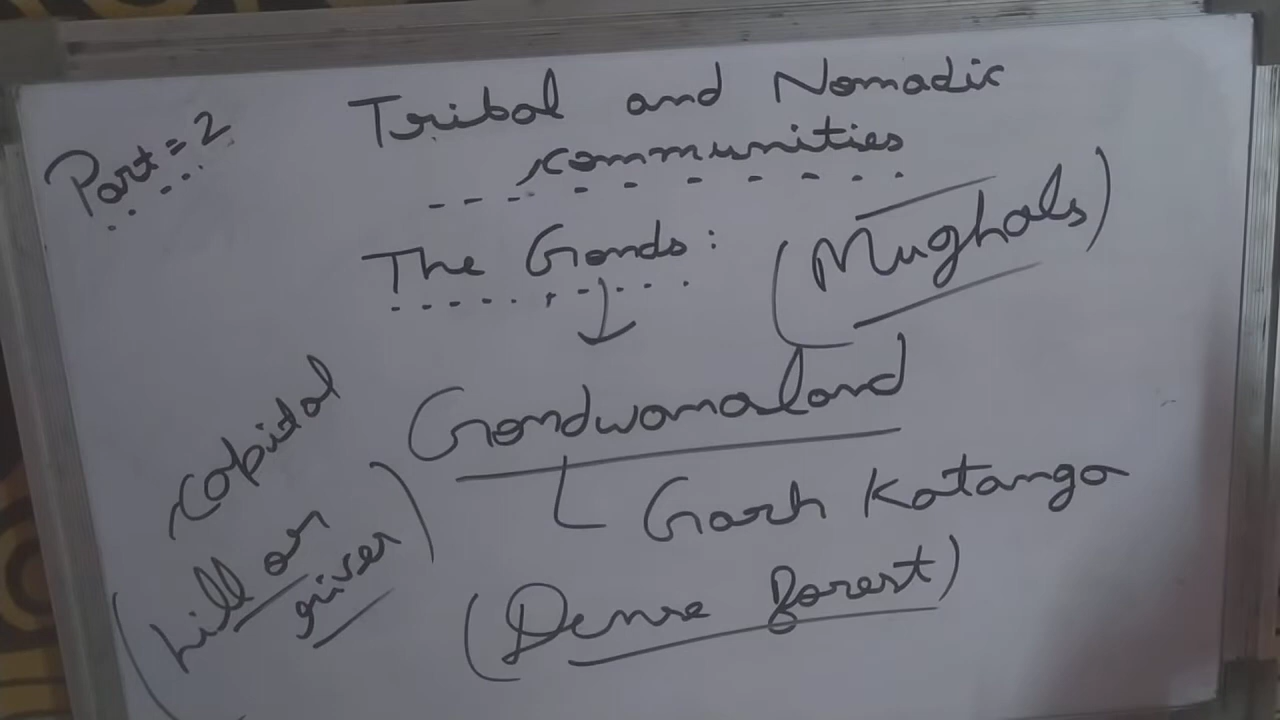 Part = 2
Tribal and Nomadic
communities
The Gonds :
(Mughals)
Gondwanaland
Garh Katanga
(Dense forest)
capital
(hill or
river)